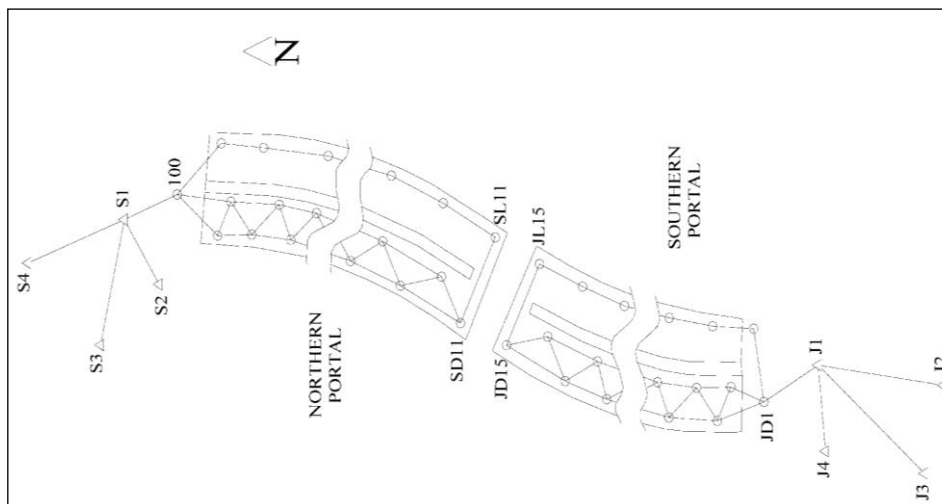 N
100
S1
S4
S2
S3
NORTHERN
PORTAL
SL11
SD11
SOUTHERN
PORTAL
JL15
JD15
J1
JD1
J4
J3